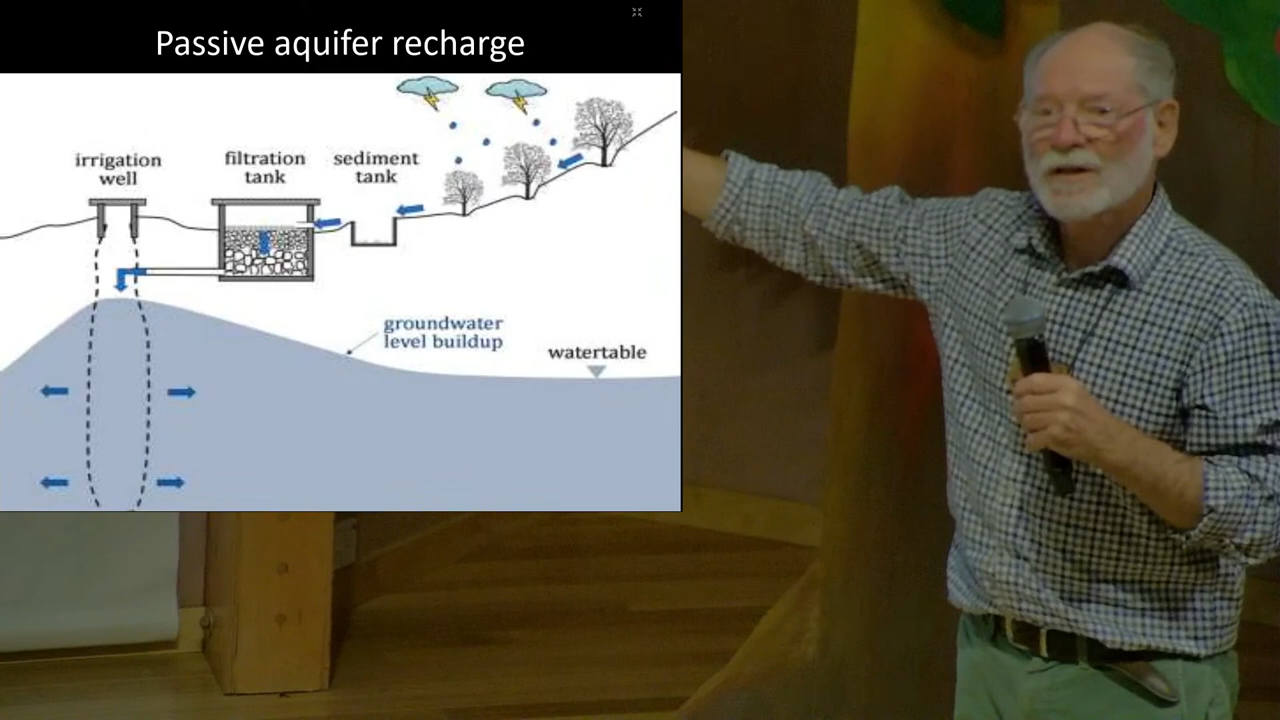 Passive aquifer recharge
irrigation
well
filtration
tank
sediment
tank
groundwater
level buildup
watertable